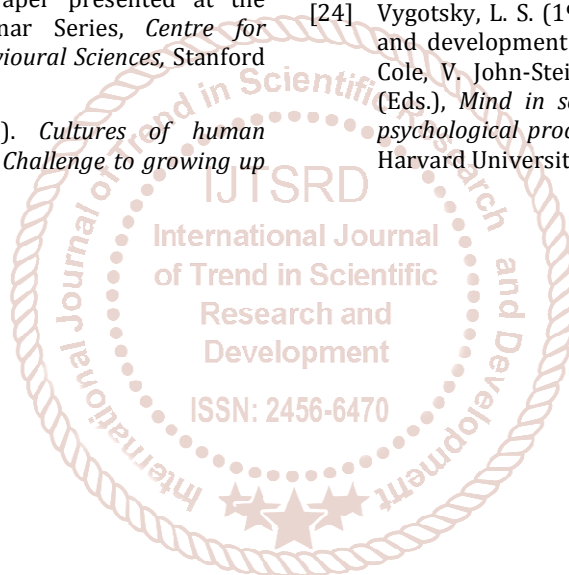 aper presented at the
nar Series, Centre for
vioural Sciences, Stanford
). Cultures of human
Challenge to growing up
[24] Vygotsky, L. S. (19
and development
Cole, V. John-Stei
(Eds.), Mind in so
psychological proc
Harvard Universit
International Journal of Trend in Scientific Research and Development
IJTSRD
International Journal
of Trend in Scientific
Research and
Development
ISSN: 2456-6470